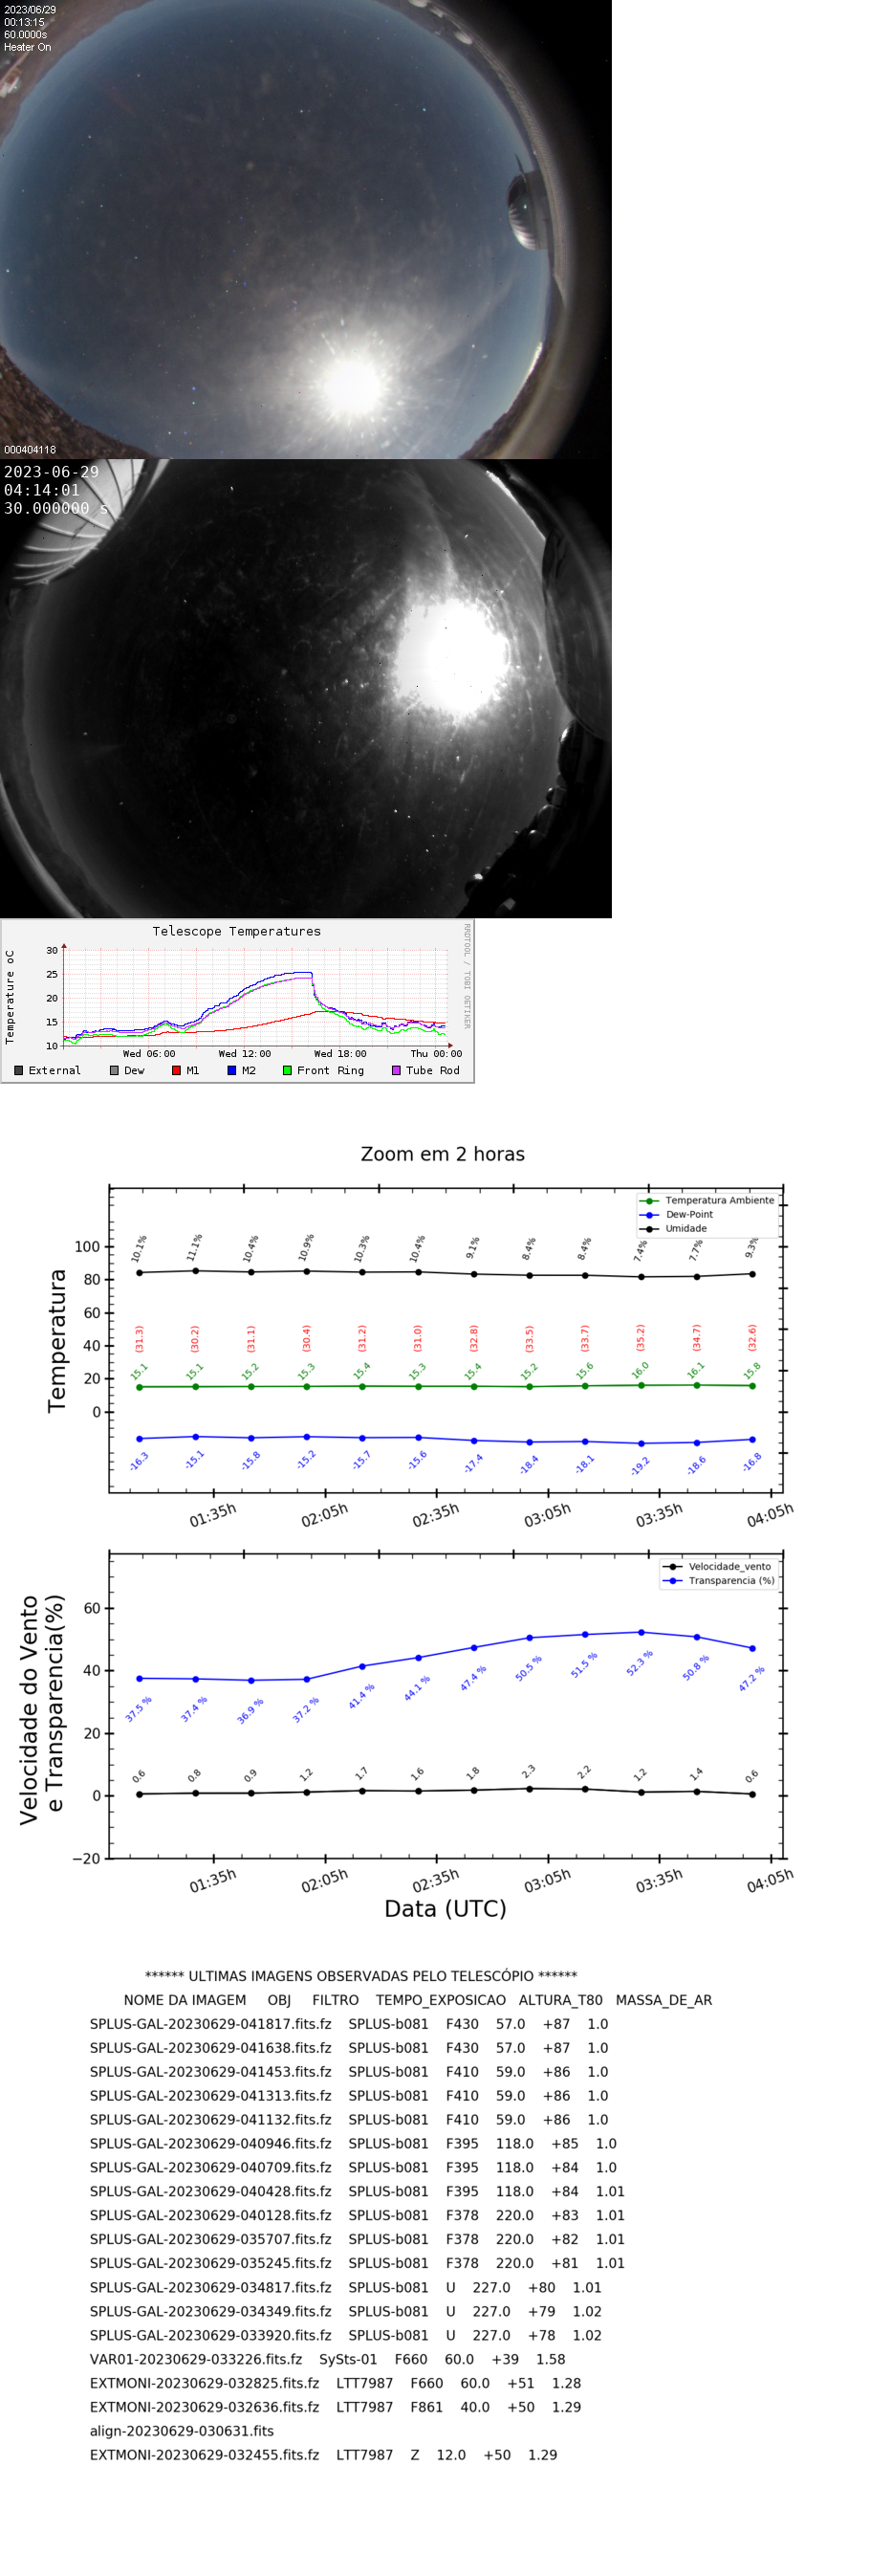 2023/06/29
00:13:15
60.0000s
Heater On
000404118
2023-06-29
04:14:01
30.000000 s
Telescope Temperatures
RRDTOOL / TOBI OETIKER
Temperature oC
30
25
20
15
10
Wed 06:00 Wed 12:00 Wed 18:00 Thu 00:00
External Dew M1 M2 Front Ring Tube Rod
Zoom em 2 horas
Temperatura Ambiente
Dew-Point
Umidade
Temperatura
100
80
60
40
20
0
10.1% 11.1% 10.4% 10.9% 10.3% 10.4% 9.1% 8.4% 8.4% 7.4% 7.7% 9.3%
(31.3) (30.2) (31.1) (30.4) (31.2) (31.0) (32.8) (33.5) (33.7) (35.2) (34.7) (32.6)
15.1 15.1 15.2 15.3 15.4 15.3 15.4 15.2 15.6 16.0 16.1 15.8
-16.3 -15.1 -15.8 -15.2 -15.7 -15.6 -17.4 -18.4 -18.1 -19.2 -18.6 -16.8
01:35h 02:05h 02:35h 03:05h 03:35h 04:05h
Velocidade_vento
Transparencia (%)
Velocidade do Vento
e Transparencia(%)
60
40
20
0
−20
37.5 % 37.4 % 36.9 % 37.2 % 41.4 % 44.1 % 47.4 % 50.5 % 51.5 % 52.3 % 50.8 % 47.2 %
0.6 0.8 0.9 1.2 1.7 1.6 1.8 2.3 2.2 1.2 1.4 0.6
01:35h 02:05h 02:35h 03:05h 03:35h 04:05h
Data (UTC)
****** ULTIMAS IMAGENS OBSERVADAS PELO TELESCÓPIO ******
NOME DA IMAGEM OBJ FILTRO TEMPO_EXPOSICAO ALTURA_T80 MASSA_DE_AR
SPLUS-GAL-20230629-041817.fits.fz SPLUS-b081 F430 57.0 +87 1.0
SPLUS-GAL-20230629-041638.fits.fz SPLUS-b081 F430 57.0 +87 1.0
SPLUS-GAL-20230629-041453.fits.fz SPLUS-b081 F410 59.0 +86 1.0
SPLUS-GAL-20230629-041313.fits.fz SPLUS-b081 F410 59.0 +86 1.0
SPLUS-GAL-20230629-041132.fits.fz SPLUS-b081 F410 59.0 +86 1.0
SPLUS-GAL-20230629-040946.fits.fz SPLUS-b081 F395 118.0 +85 1.0
SPLUS-GAL-20230629-040709.fits.fz SPLUS-b081 F395 118.0 +84 1.0
SPLUS-GAL-20230629-040428.fits.fz SPLUS-b081 F395 118.0 +84 1.01
SPLUS-GAL-20230629-040128.fits.fz SPLUS-b081 F378 220.0 +83 1.01
SPLUS-GAL-20230629-035707.fits.fz SPLUS-b081 F378 220.0 +82 1.01
SPLUS-GAL-20230629-035245.fits.fz SPLUS-b081 F378 220.0 +81 1.01
SPLUS-GAL-20230629-034817.fits.fz SPLUS-b081 U 227.0 +80 1.01
SPLUS-GAL-20230629-034349.fits.fz SPLUS-b081 U 227.0 +79 1.02
SPLUS-GAL-20230629-033920.fits.fz SPLUS-b081 U 227.0 +78 1.02
VAR01-20230629-033226.fits.fz SySts-01 F660 60.0 +39 1.58
EXTMONI-20230629-032825.fits.fz LTT7987 F660 60.0 +51 1.28
EXTMONI-20230629-032636.fits.fz LTT7987 F861 40.0 +50 1.29
align-20230629-030631.fits
EXTMONI-20230629-032455.fits.fz LTT7987 Z 12.0 +50 1.29